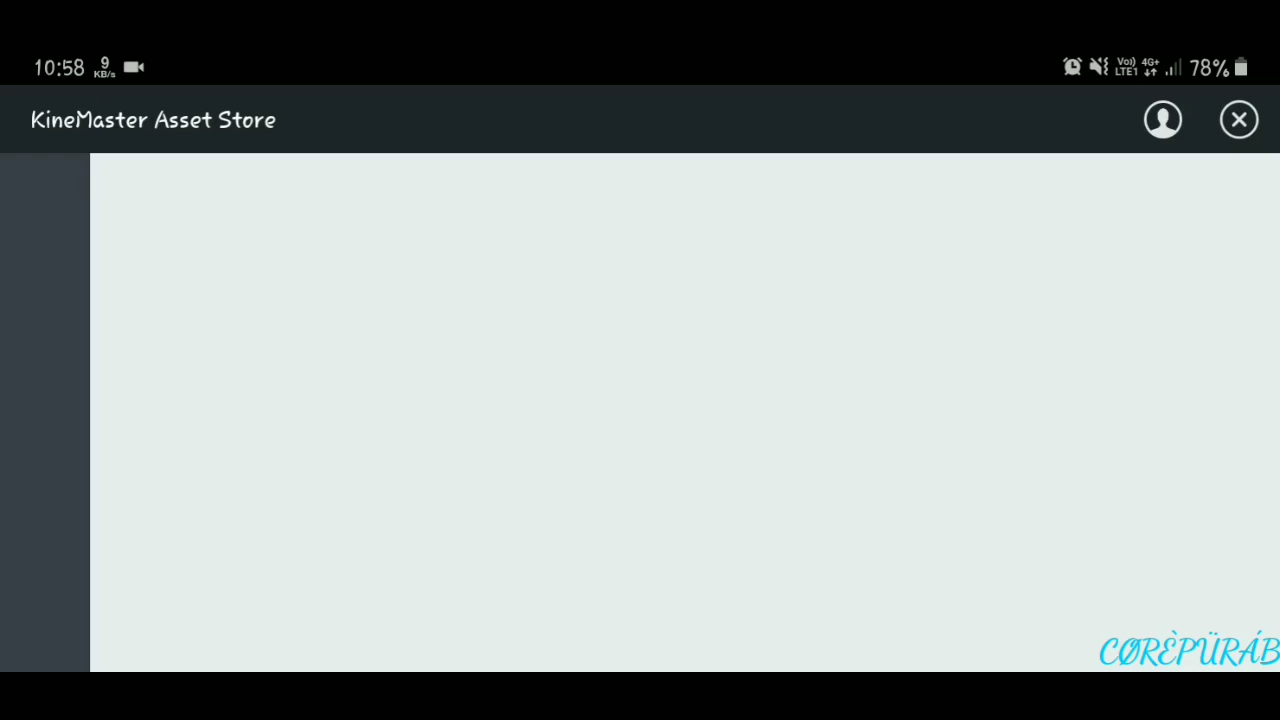 10:58 9 KB/s Vo)) LTE1 4G+ 78%
KineMaster Asset Store
CØRÈPÜRÁB